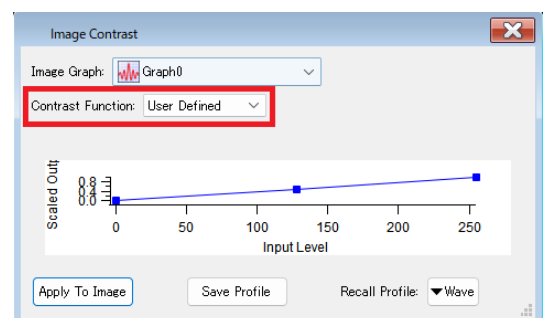 Image Contrast
Image Graph: Graph0
Contrast Function: User Defined
Scaled Outp
0.8
0.4
0.0
0 50 100 150 200 250
Input Level
Apply To Image Save Profile Recall Profile: Wave